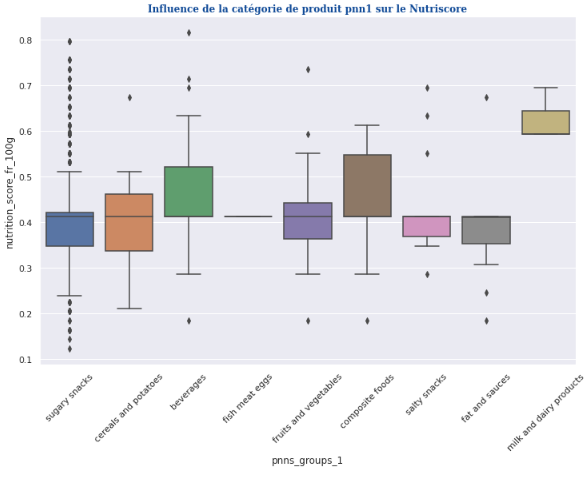 Influence de la catégorie de produit pnn1 sur le Nutriscore
nutrition_score_fr_100g
0.8
0.7
0.6
0.5
0.4
0.3
0.2
0.1
sugary snacks
cereals and potatoes
beverages
fish meat eggs
fruits and vegetables
composite foods
salty snacks
fat and sauces
milk and dairy products
pnns_groups_1